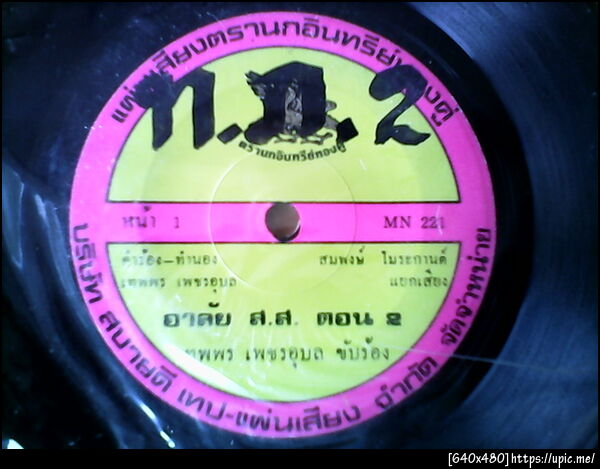 แผ่นเสียงตรานกอินทรีย์ทองคู่
ท.ด.2
ตรานกอินทรีย์ทองคู่
หน้า 1 MN 221
คำร้อง-ทำนอง สมพงษ์ ไมระกานต์
เทพพร เพชรอุบล แยกเสียง
อาลัย ส.ส. ตอน ๒
เทพพร เพชรอุบล ขับร้อง
บริษัท สบายดี เทป-แผ่นเสียง จำกัด จัดจำหน่าย
[640x480]https://upic.me/